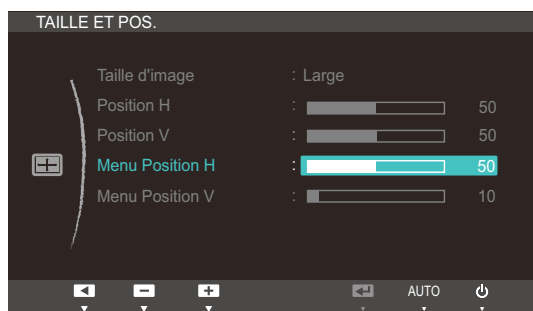 TAILLE ET POS.
Taille d'image : Large
Position H : 50
Position V : 50
Menu Position H : 50
Menu Position V : 10
AUTO